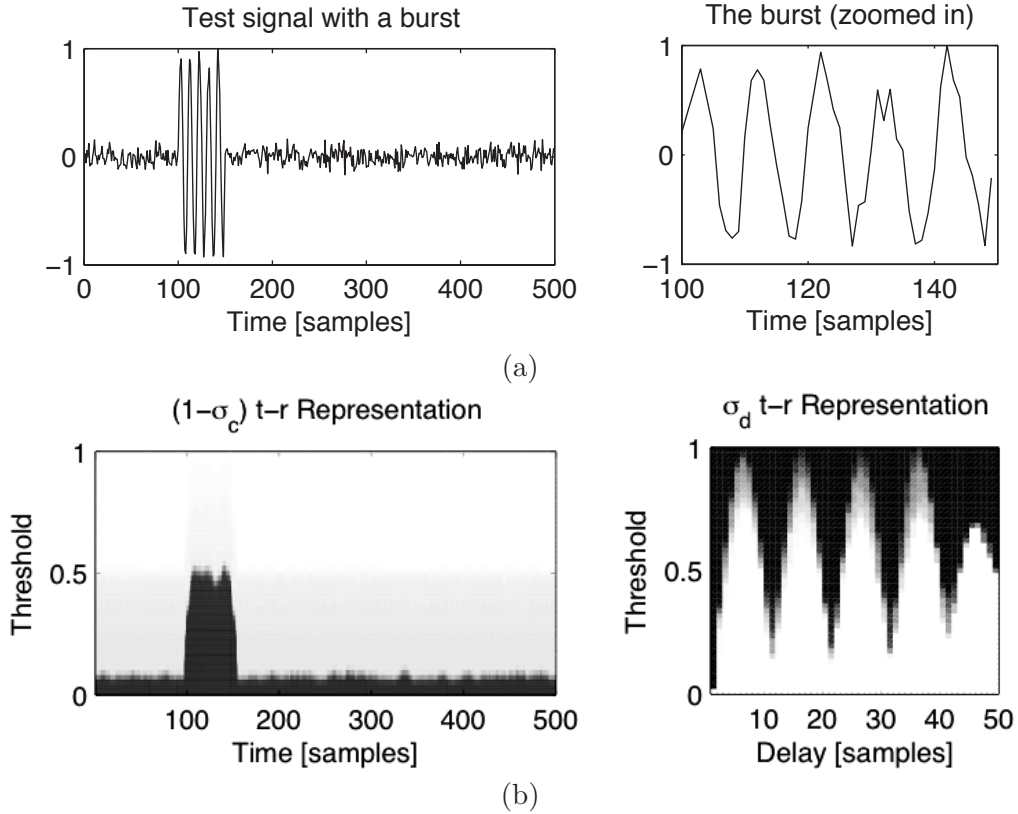 Test signal with a burst
The burst (zoomed in)
1
0
−1
0 100 200 300 400 500
Time [samples]
1
0
−1
100 120 140
Time [samples]
(a)
(1−σc) t−r Representation
σd t−r Representation
1
0.5
0
Threshold
100 200 300 400 500
Time [samples]
1
0.5
0
Threshold
10 20 30 40 50
Delay [samples]
(b)